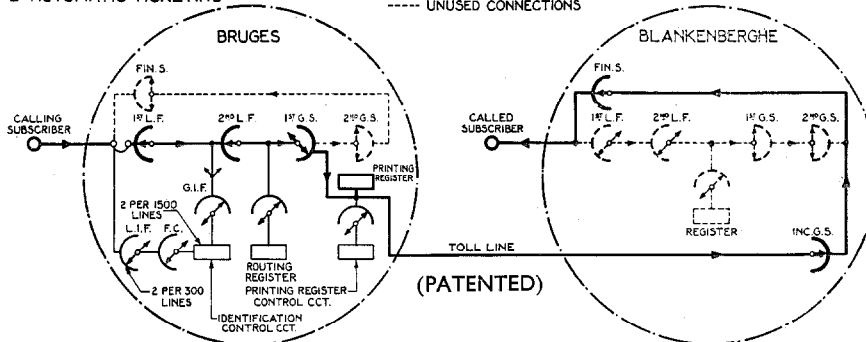 UNUSED CONNECTIONS
BRUGES
BLANKENBERGHE
FIN.S.
FIN.S.
CALLING
SUBSCRIBER
1ST L.F.
2ND L.F.
1ST G.S.
2ND G.S.
CALLED
SUBSCRIBER
1ST L.F.
2ND L.F.
1ST G.S.
2ND G.S.
PRINTING
REGISTER
G.I.F.
2 PER 1500
LINES
L.I.F.
F.C.
REGISTER
INC.G.S.
TOLL LINE
ROUTING
REGISTER
PRINTING REGISTER
CONTROL CCT.
(PATENTED)
2 PER 300
LINES
IDENTIFICATION
CONTROL CCT.